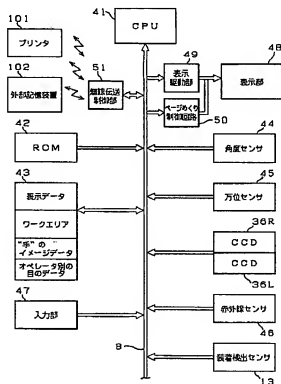 101
プリンタ
102
外部記憶装置
41
CPU
51
無線伝送
制御部
49
表示
駆動部
48
表示部
ページめくり
制御回路
50
42
ROM
43
表示データ
ワークエリア
"手"の
イメージデータ
オペレータ別の
目のデータ
47
入力部
44
角度センサ
45
方位センサ
36R
CCD
CCD
36L
赤外線センサ
46
装着検出センサ
13
9